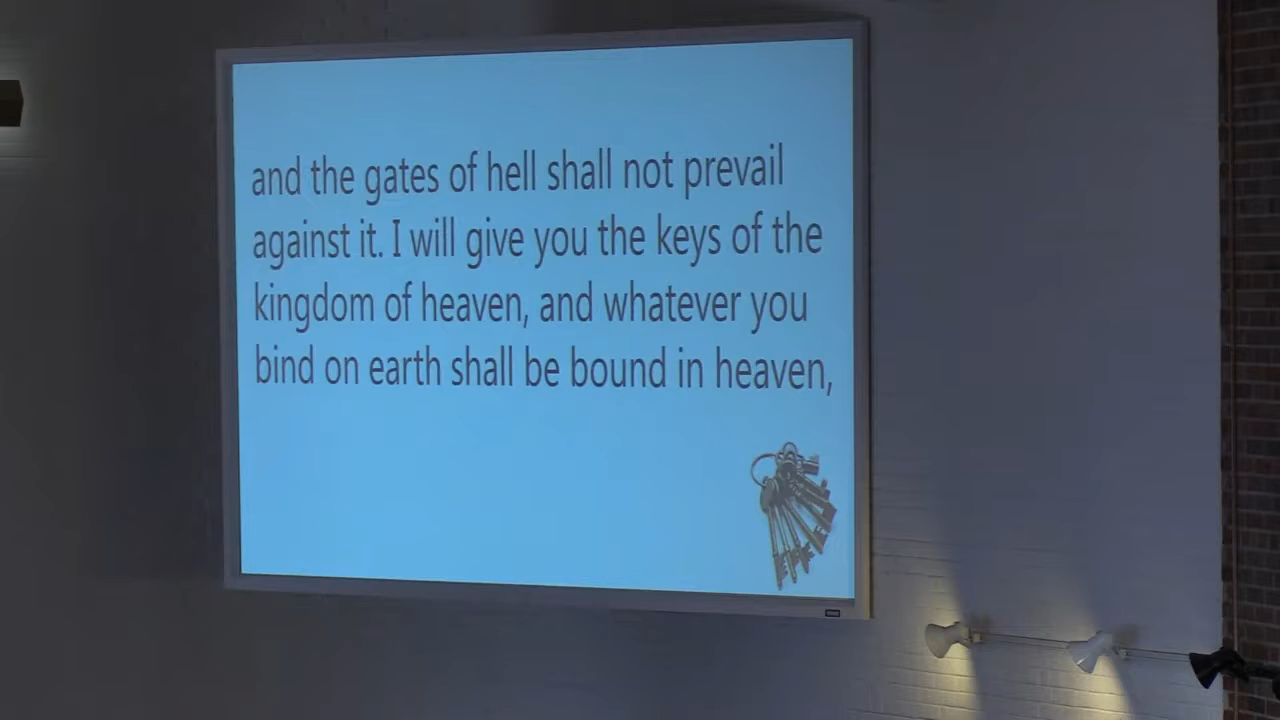 and the gates of hell shall not prevail
against it. I will give you the keys of the
kingdom of heaven, and whatever you
bind on earth shall be bound in heaven,